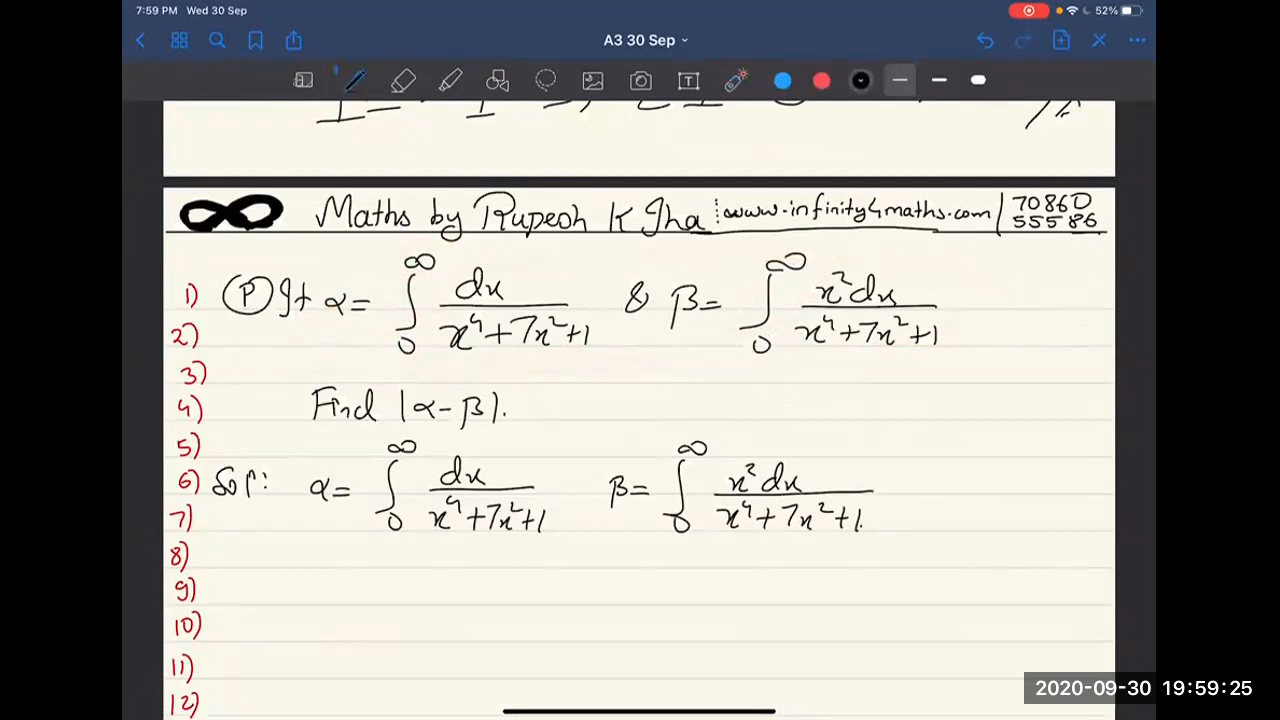 7:59 PM Wed 30 Sep
52%
A3 30 Sep
Maths by Rupesh K Jha www.infinity4maths.com 70860 55586
1) (P) If α = ∫₀^∞ dx / (x⁴+7x²+1) & β = ∫₀^∞ x²dx / (x⁴+7x²+1)
2)
3)
4) Find |α-β|.
5)
6) Sol²: α = ∫₀^∞ dx / (x⁴+7x²+1) β = ∫₀^∞ x²dx / (x⁴+7x²+1)
7)
8)
9)
10)
11)
12)
2020-09-30 19:59:25